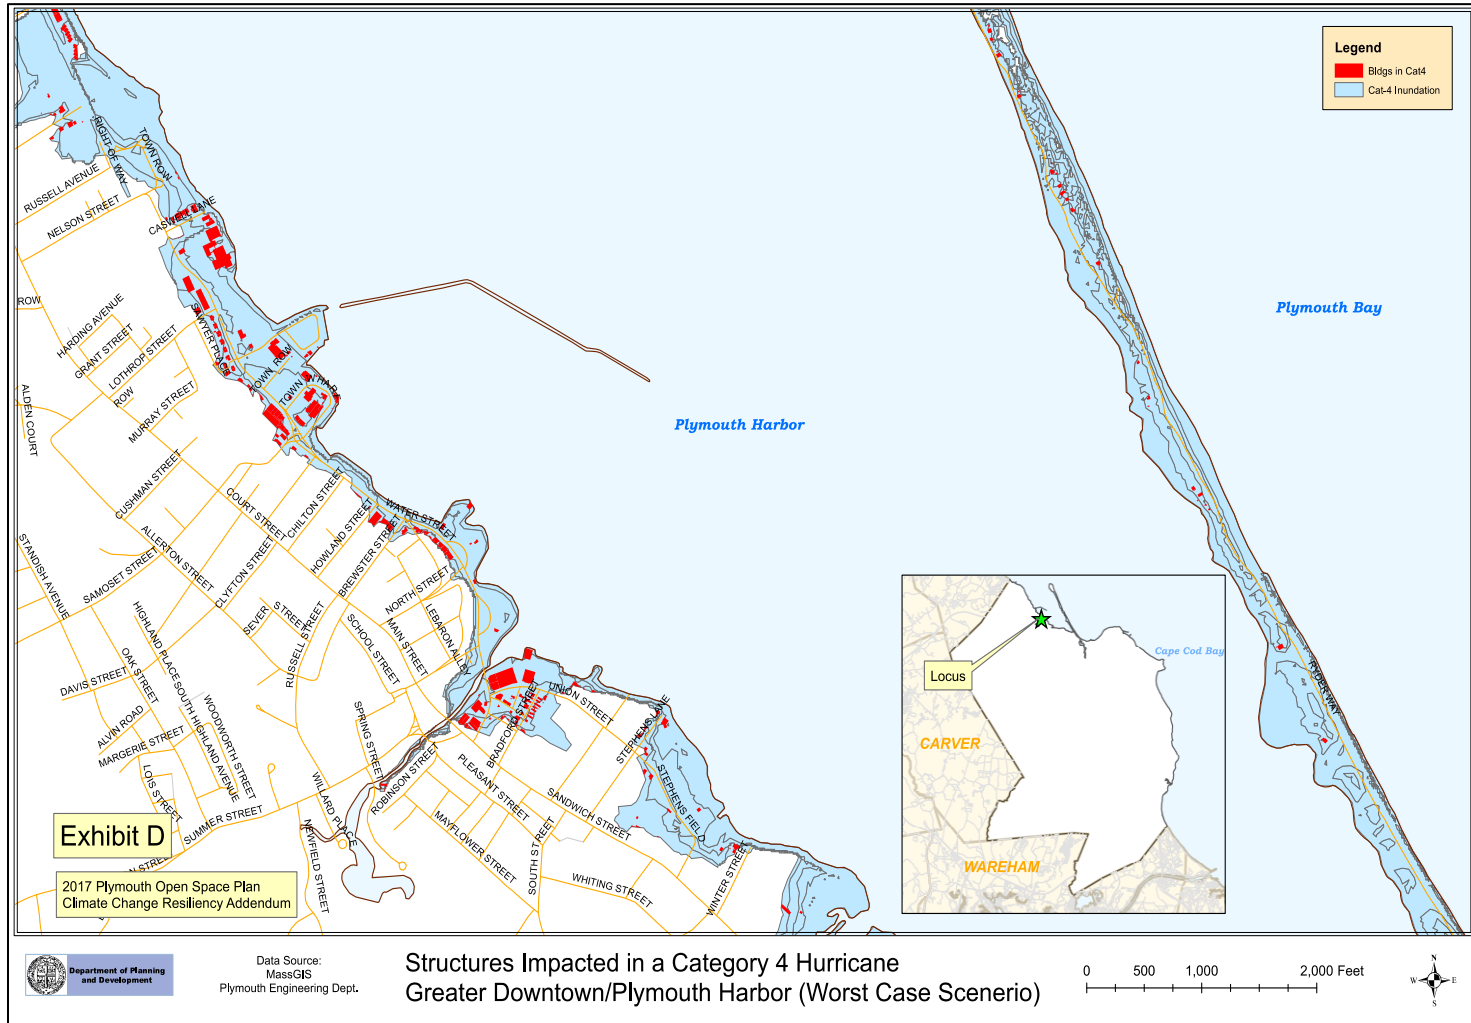 Legend
Bldgs in Cat4
Cat-4 Inundation
RIGHT OF WAY
TOWN ROW
RUSSELL AVENUE
NELSON STREET
CASWELL LANE
ROW
HARDING AVENUE
GRANT STREET
LOTHROP STREET
SAWYER PLACE
ROW
MURRAY STREET
TOWN ROW
TOWN WHARF
ALDEN COURT
Plymouth Bay
Plymouth Harbor
CUSHMAN STREET
COURT STREET
CHILTON STREET
WATER STREET
HOWLAND STREET
BREWSTER STREET
ALLERTON STREET
CLYFTON STREET
STANDISH AVENUE
SAMOSET STREET
SEVER STREET
NORTH STREET
LEBARON ALLEY
MAIN STREET
SCHOOL STREET
RUSSELL STREET
HIGHLAND PLACE
OAK STREET
DAVIS STREET
SOUTH HIGHLAND AVENUE
WOODWORTH STREET
ALVIN ROAD
MARGERIE STREET
LOIS STREET
SUMMER STREET
SPRING STREET
WILLARD PLACE
NEWFIELD STREET
ROBINSON STREET
PLEASANT STREET
BRADFORD STREET
UNION STREET
STEPHENS LANE
STEPHENS FIELD
SANDWICH STREET
MAYFLOWER STREET
SOUTH STREET
WHITING STREET
WINTER STREET
RYDER WAY
Locus
Cape Cod Bay
CARVER
WAREHAM
Exhibit D
2017 Plymouth Open Space Plan
Climate Change Resiliency Addendum
Department of Planning
and Development
Data Source:
MassGIS
Plymouth Engineering Dept.
Structures Impacted in a Category 4 Hurricane
Greater Downtown/Plymouth Harbor (Worst Case Scenerio)
0 500 1,000 2,000 Feet
N
W E
S